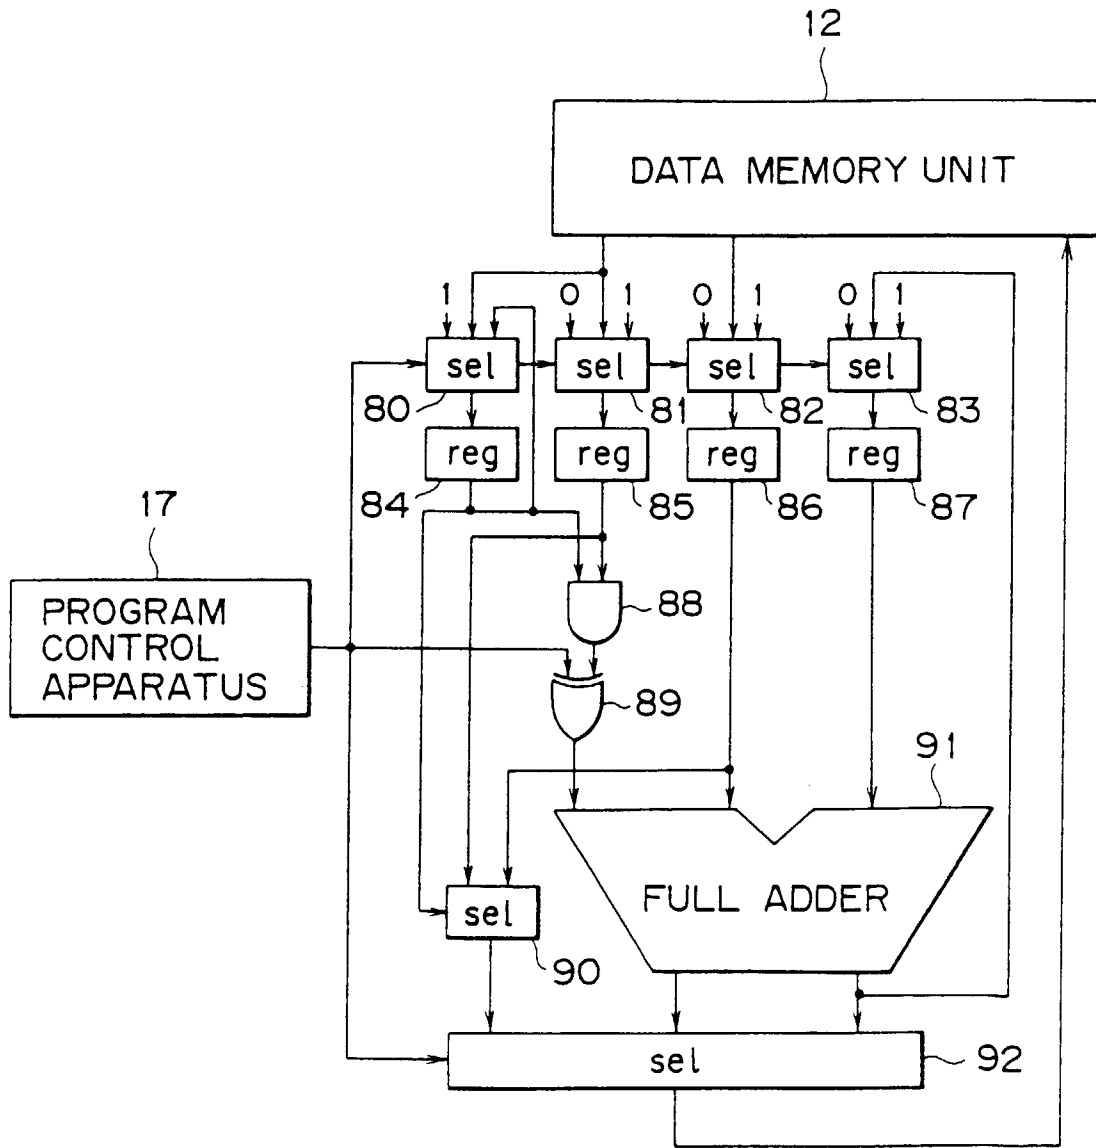 12
DATA MEMORY UNIT
1 0 1 0 1 0 1
sel sel sel sel
80 81 82 83
reg reg reg reg
84 85 86 87
17
PROGRAM
CONTROL
APPARATUS
88
89
91
FULL ADDER
sel
90
sel
92